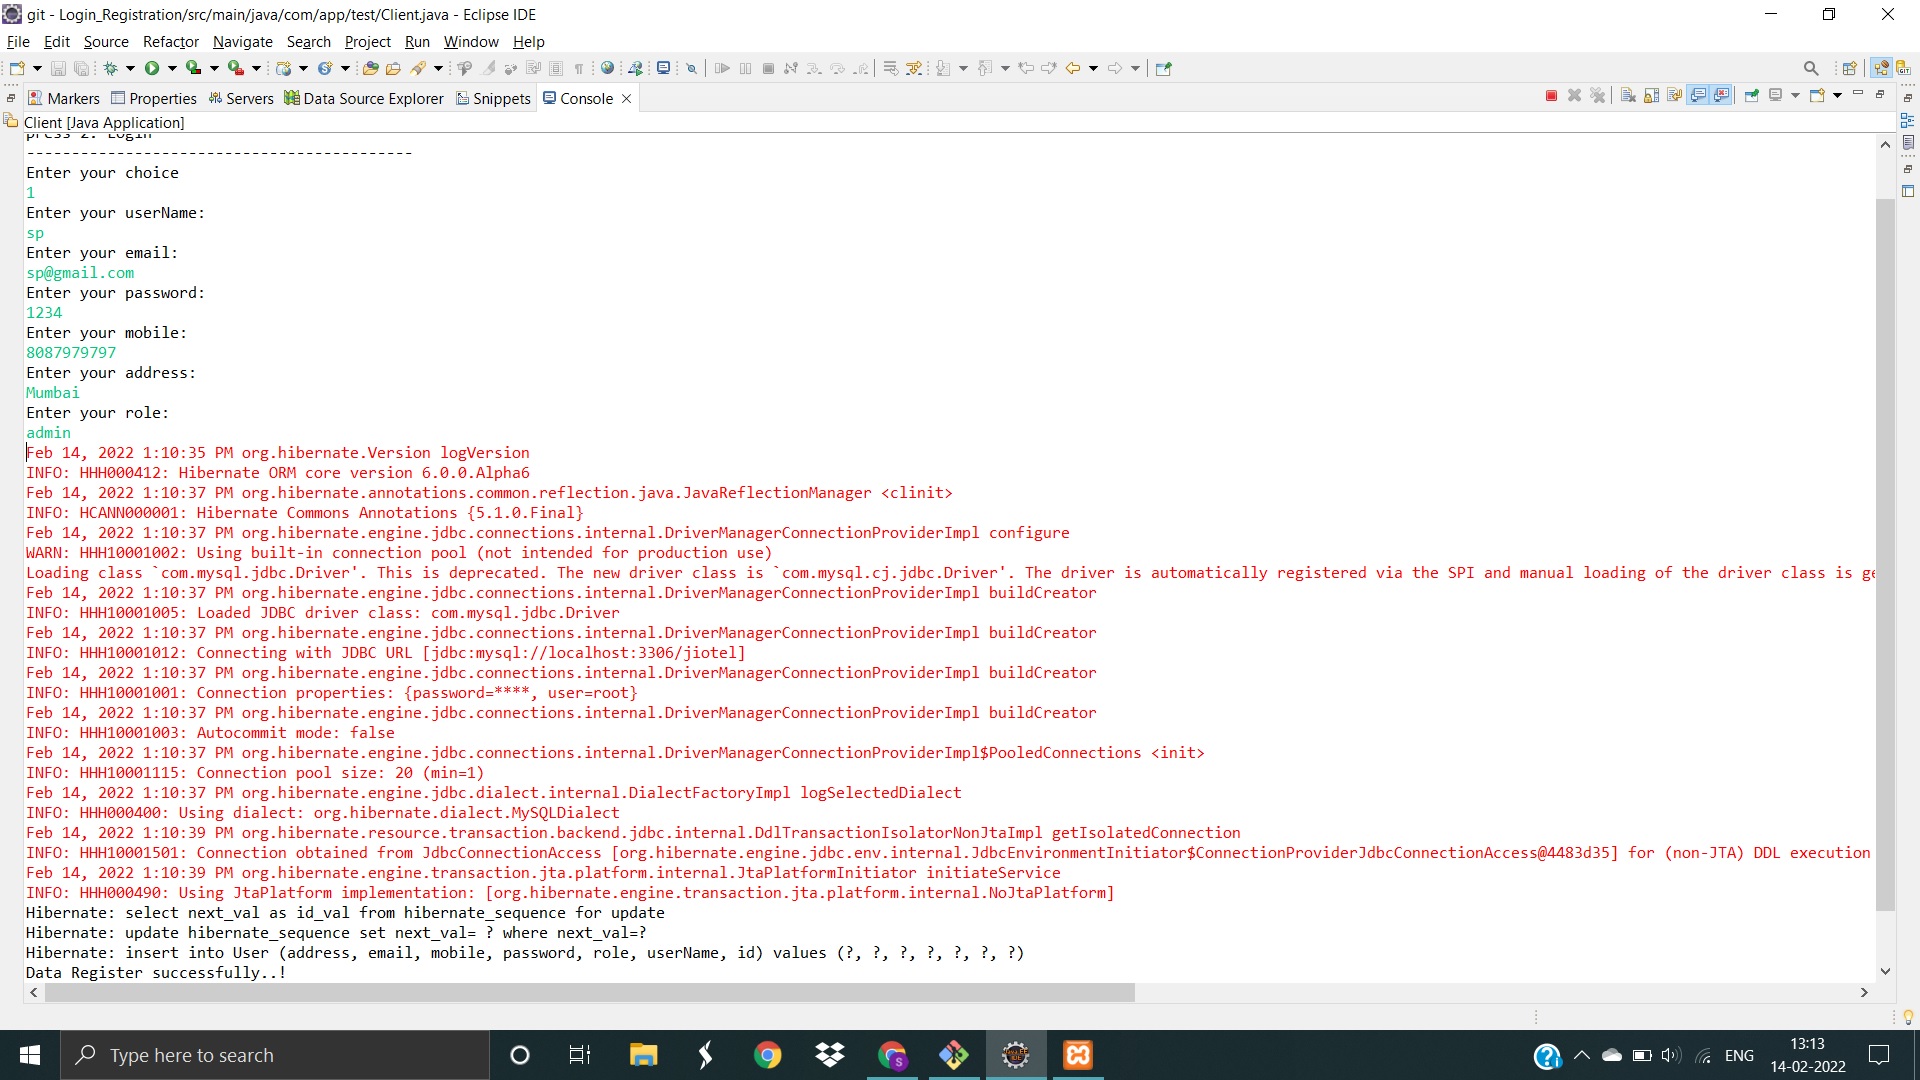 git - Login_Registration/src/main/java/com/app/test/Client.java - Eclipse IDE
File Edit Source Refactor Navigate Search Project Run Window Help
Markers Properties Servers Data Source Explorer Snippets Console
Client [Java Application]
press 2. Login
-------------------------------------------
Enter your choice
1
Enter your userName:
sp
Enter your email:
sp@gmail.com
Enter your password:
1234
Enter your mobile:
8087979797
Enter your address:
Mumbai
Enter your role:
admin
Feb 14, 2022 1:10:35 PM org.hibernate.Version logVersion
INFO: HHH000412: Hibernate ORM core version 6.0.0.Alpha6
Feb 14, 2022 1:10:37 PM org.hibernate.annotations.common.reflection.java.JavaReflectionManager <clinit>
INFO: HCANN000001: Hibernate Commons Annotations {5.1.0.Final}
Feb 14, 2022 1:10:37 PM org.hibernate.engine.jdbc.connections.internal.DriverManagerConnectionProviderImpl configure
WARN: HHH10001002: Using built-in connection pool (not intended for production use)
Loading class `com.mysql.jdbc.Driver'. This is deprecated. The new driver class is `com.mysql.cj.jdbc.Driver'. The driver is automatically registered via the SPI and manual loading of the driver class is ge
Feb 14, 2022 1:10:37 PM org.hibernate.engine.jdbc.connections.internal.DriverManagerConnectionProviderImpl buildCreator
INFO: HHH10001005: Loaded JDBC driver class: com.mysql.jdbc.Driver
Feb 14, 2022 1:10:37 PM org.hibernate.engine.jdbc.connections.internal.DriverManagerConnectionProviderImpl buildCreator
INFO: HHH10001012: Connecting with JDBC URL [jdbc:mysql://localhost:3306/jiotel]
Feb 14, 2022 1:10:37 PM org.hibernate.engine.jdbc.connections.internal.DriverManagerConnectionProviderImpl buildCreator
INFO: HHH10001001: Connection properties: {password=****, user=root}
Feb 14, 2022 1:10:37 PM org.hibernate.engine.jdbc.connections.internal.DriverManagerConnectionProviderImpl buildCreator
INFO: HHH10001003: Autocommit mode: false
Feb 14, 2022 1:10:37 PM org.hibernate.engine.jdbc.connections.internal.DriverManagerConnectionProviderImpl$PooledConnections <init>
INFO: HHH10001115: Connection pool size: 20 (min=1)
Feb 14, 2022 1:10:37 PM org.hibernate.engine.jdbc.dialect.internal.DialectFactoryImpl logSelectedDialect
INFO: HHH000400: Using dialect: org.hibernate.dialect.MySQLDialect
Feb 14, 2022 1:10:39 PM org.hibernate.resource.transaction.backend.jdbc.internal.DdlTransactionIsolatorNonJtaImpl getIsolatedConnection
INFO: HHH10001501: Connection obtained from JdbcConnectionAccess [org.hibernate.engine.jdbc.env.internal.JdbcEnvironmentInitiator$ConnectionProviderJdbcConnectionAccess@4483d35] for (non-JTA) DDL execution
Feb 14, 2022 1:10:39 PM org.hibernate.engine.transaction.jta.platform.internal.JtaPlatformInitiator initiateService
INFO: HHH000490: Using JtaPlatform implementation: [org.hibernate.engine.transaction.jta.platform.internal.NoJtaPlatform]
Hibernate: select next_val as id_val from hibernate_sequence for update
Hibernate: update hibernate_sequence set next_val= ? where next_val=?
Hibernate: insert into User (address, email, mobile, password, role, userName, id) values (?, ?, ?, ?, ?, ?, ?)
Data Register successfully..!
Type here to search
ENG
13:13
14-02-2022